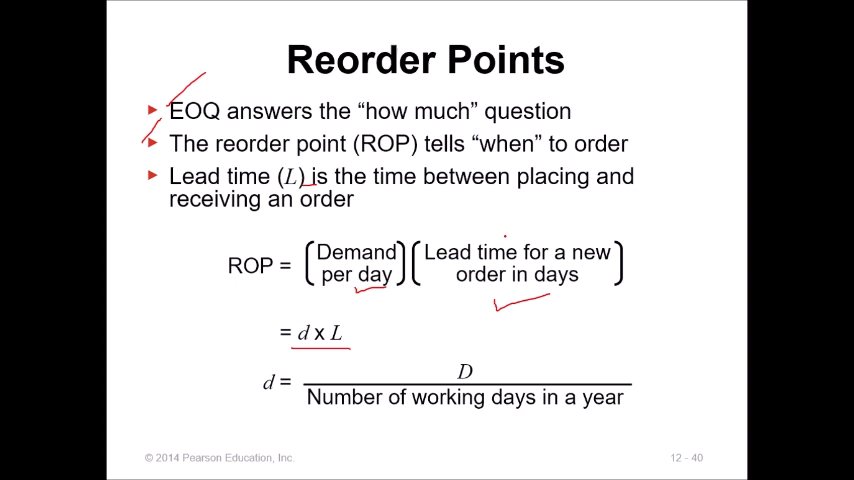 Reorder Points
► EOQ answers the “how much” question
► The reorder point (ROP) tells “when” to order
► Lead time (L) is the time between placing and
receiving an order
ROP = (Demand per day) (Lead time for a new order in days)
= d x L
d = D / Number of working days in a year
© 2014 Pearson Education, Inc.
12 - 40